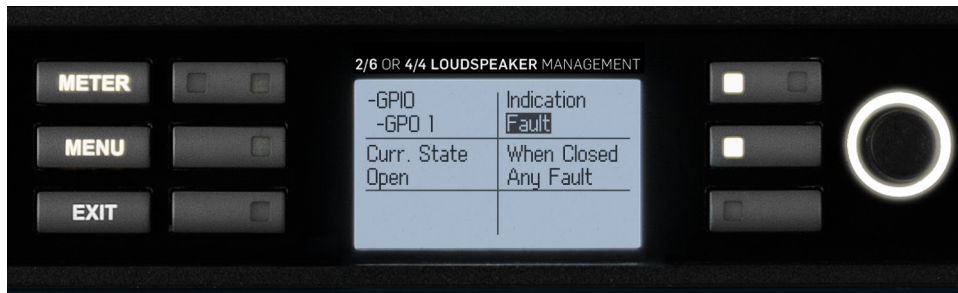 2/6 OR 4/4 LOUDSPEAKER MANAGEMENT
METER
MENU
EXIT
-GPIO
-GPO 1
Indication
Fault
Curr. State
Open
When Closed
Any Fault